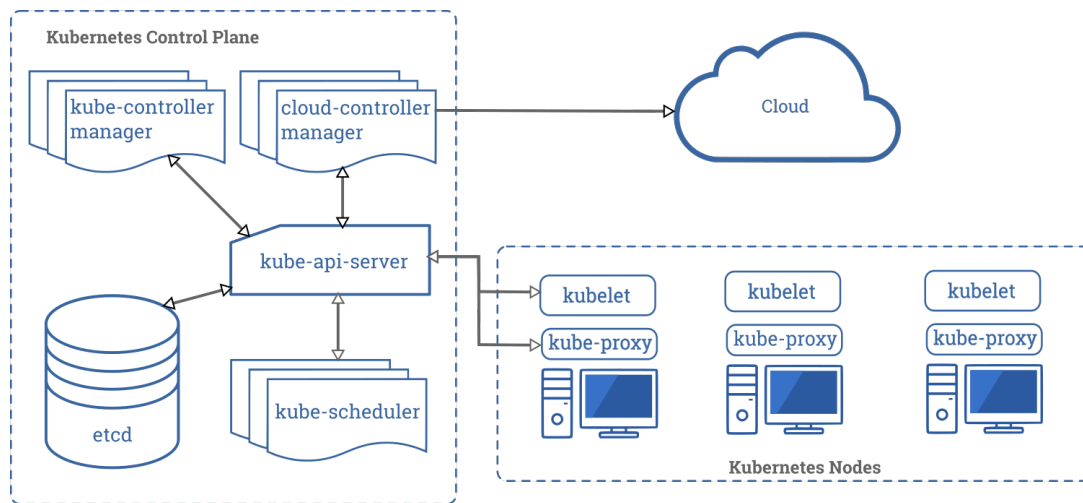 Kubernetes Control Plane
kube-controller
manager
cloud-controller
manager
Cloud
kube-api-server
kubelet
kubelet
kubelet
kube-proxy
kube-proxy
kube-proxy
kube-scheduler
etcd
Kubernetes Nodes